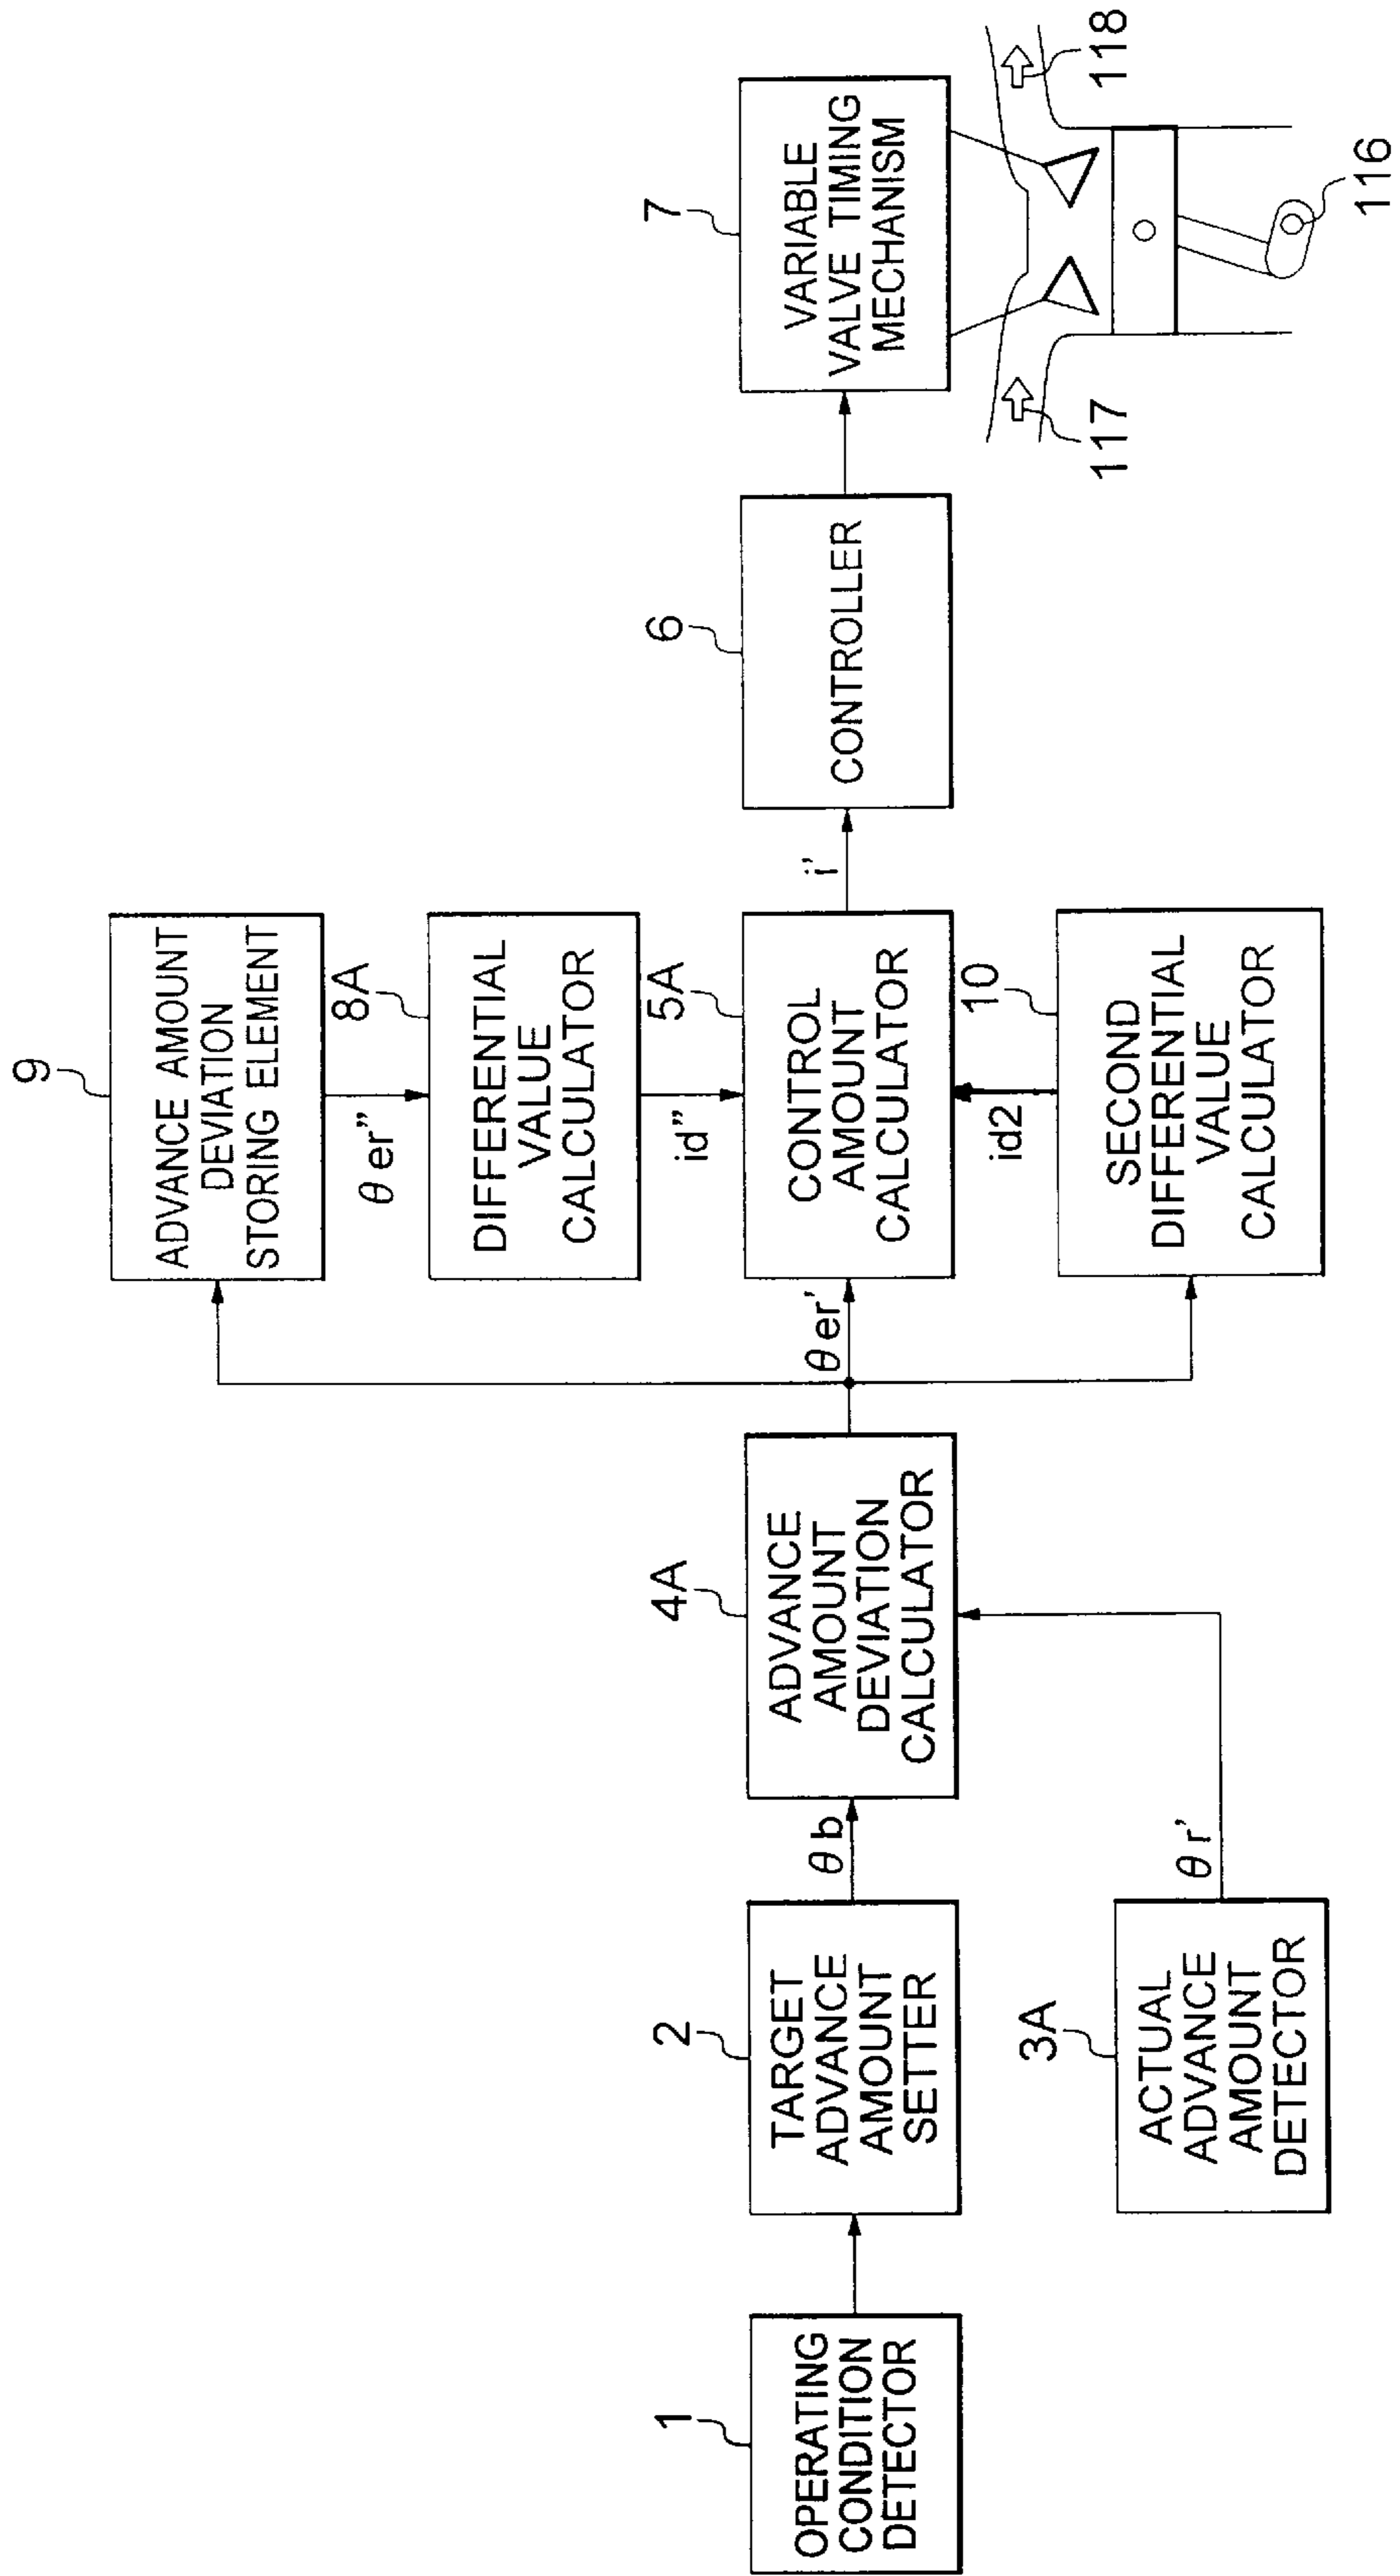 1
OPERATING
CONDITION
DETECTOR
2
TARGET
ADVANCE
AMOUNT
SETTER
θb
3A
ACTUAL
ADVANCE
AMOUNT
DETECTOR
θr'
4A
ADVANCE
AMOUNT
DEVIATION
CALCULATOR
θer'
9
ADVANCE AMOUNT
DEVIATION
STORING ELEMENT
θer"
8A
DIFFERENTIAL
VALUE
CALCULATOR
id"
5A
CONTROL
AMOUNT
CALCULATOR
id2
10
SECOND
DIFFERENTIAL
VALUE
CALCULATOR
i'
6
CONTROLLER
7
VARIABLE
VALVE TIMING
MECHANISM
117
118
116